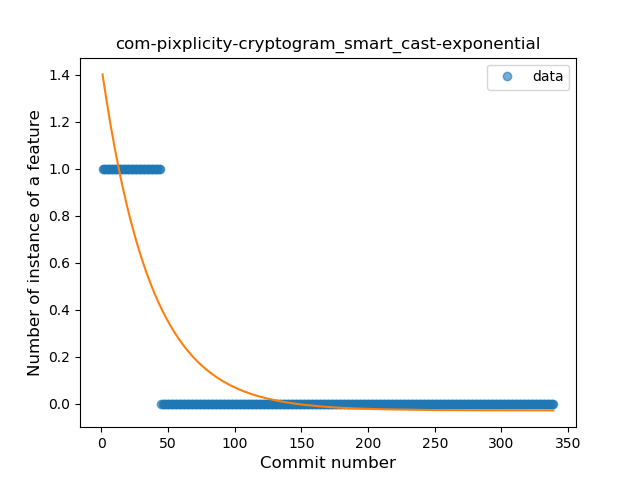 com-pixplicity-cryptogram_smart_cast-exponential
data
Number of instance of a feature
1.4
1.2
1.0
0.8
0.6
0.4
0.2
0.0
0 50 100 150 200 250 300 350
Commit number